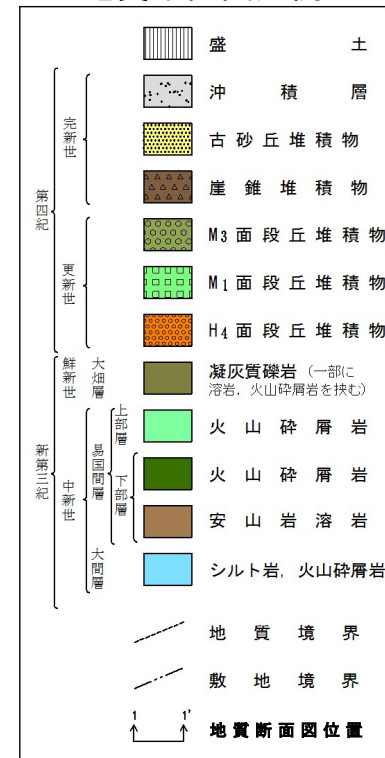 盛土
沖積層
古砂丘堆積物
崖錐堆積物
M3面段丘堆積物
M1面段丘堆積物
H4面段丘堆積物
凝灰質礫岩（一部に
溶岩，火山砕屑岩を挟む）
火山砕屑岩
火山砕屑岩
安山岩溶岩
シルト岩，火山砕屑岩
地質境界
敷地境界
1 1'
地質断面図位置
第四紀
完新世
更新世
新第三紀
鮮新世
大畑層
中新世
易国間層
上部層
下部層
大間層